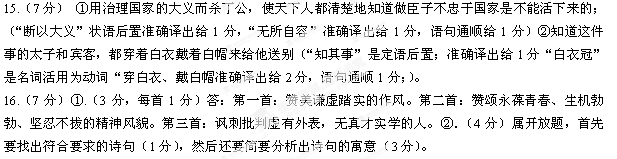 15.（7 分） ①用治理国家的大义而杀丁公，使天下人都清楚地知道做臣子不忠于国家是不能活下来的；
（“断以大义”状语后置准确译出给 1 分，“无所自容”准确译出给 1 分，语句通顺给 1 分）②知道这件
事的太子和宾客，都穿着白衣戴着白帽来给他送别（“知其事”是定语后置；准确译给 1 分“白衣冠”
是名词活用为动词“穿白衣、戴白帽准确译出给 2 分，语句通顺 1 分；）。
16.（7 分）①.（3 分，每首 1 分）答：第一首：赞美谦虚踏实的作风。第二首：赞颂永葆青春、生机勃
勃、坚忍不拔的精神风貌。第三首：讽刺批判虚有外表，无真才实学的人。②.（4 分）属开放题，首先
要找出符合要求的诗句（1 分），然后还要简要分析出诗句的寓意（3 分）。